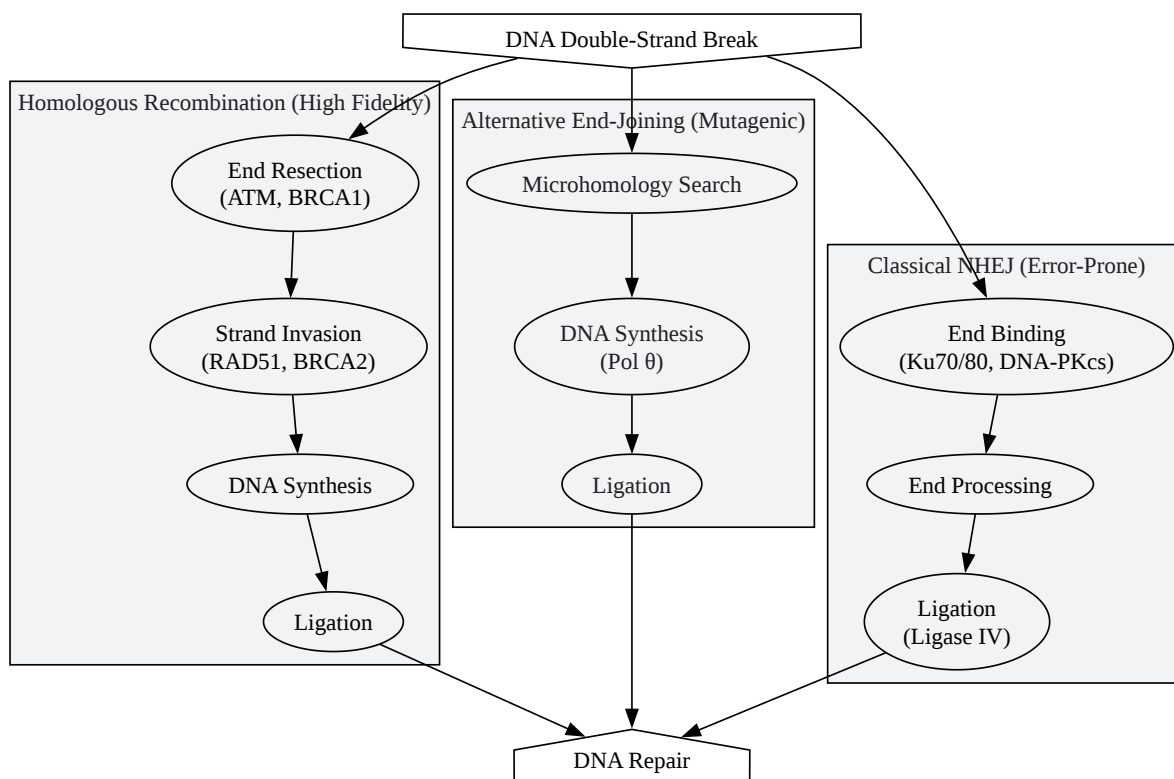 DNA Double-Strand Break
Homologous Recombination (High Fidelity)
End Resection
(ATM, BRCA1)
Strand Invasion
(RAD51, BRCA2)
DNA Synthesis
Ligation
Alternative End-Joining (Mutagenic)
Microhomology Search
DNA Synthesis
(Pol θ)
Ligation
Classical NHEJ (Error-Prone)
End Binding
(Ku70/80, DNA-PKcs)
End Processing
Ligation
(Ligase IV)
DNA Repair